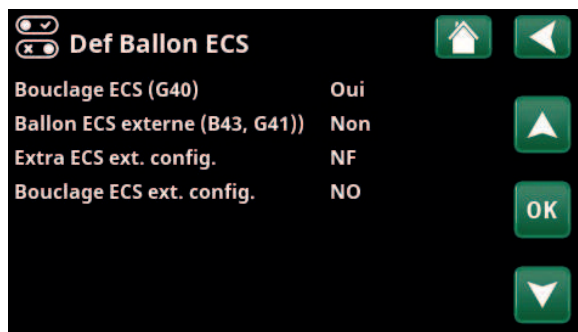 Def Ballon ECS
Bouclage ECS (G40) Oui
Ballon ECS externe (B43, G41)) Non
Extra ECS ext. config. NF
Bouclage ECS ext. config. NO
OK